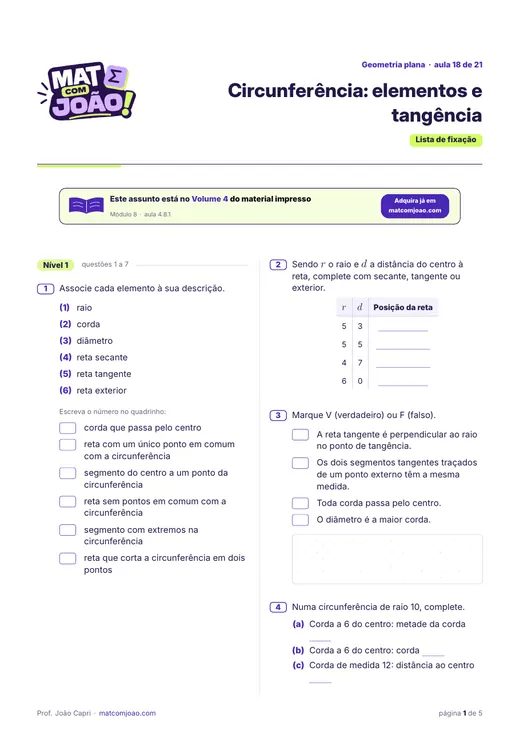 MAT Σ
COM
JOÃO!
Geometria plana · aula 18 de 21
Circunferência: elementos e
tangência
Lista de fixação
Este assunto está no Volume 4 do material impresso
Módulo 8 · aula 4.8.1
Adquira já em
matcomjoao.com
Nível 1 questões 1 a 7
1 Associe cada elemento à sua descrição.
(1) raio
(2) corda
(3) diâmetro
(4) reta secante
(5) reta tangente
(6) reta exterior
Escreva o número no quadrinho:
corda que passa pelo centro
reta com um único ponto em comum
com a circunferência
segmento do centro a um ponto da
circunferência
reta sem pontos em comum com a
circunferência
segmento com extremos na
circunferência
reta que corta a circunferência em dois
pontos
2 Sendo r o raio e d a distância do centro à
reta, complete com secante, tangente ou
exterior.
r d Posição da reta
5 3 ______
5 5 ______
4 7 ______
6 0 ______
3 Marque V (verdadeiro) ou F (falso).
A reta tangente é perpendicular ao raio
no ponto de tangência.
Os dois segmentos tangentes traçados
de um ponto externo têm a mesma
medida.
Toda corda passa pelo centro.
O diâmetro é a maior corda.
4 Numa circunferência de raio 10, complete.
(a) Corda a 6 do centro: metade da corda
____
(b) Corda a 6 do centro: corda ____
(c) Corda de medida 12: distância ao centro
____
Prof. João Capri · matcomjoao.com
página 1 de 5